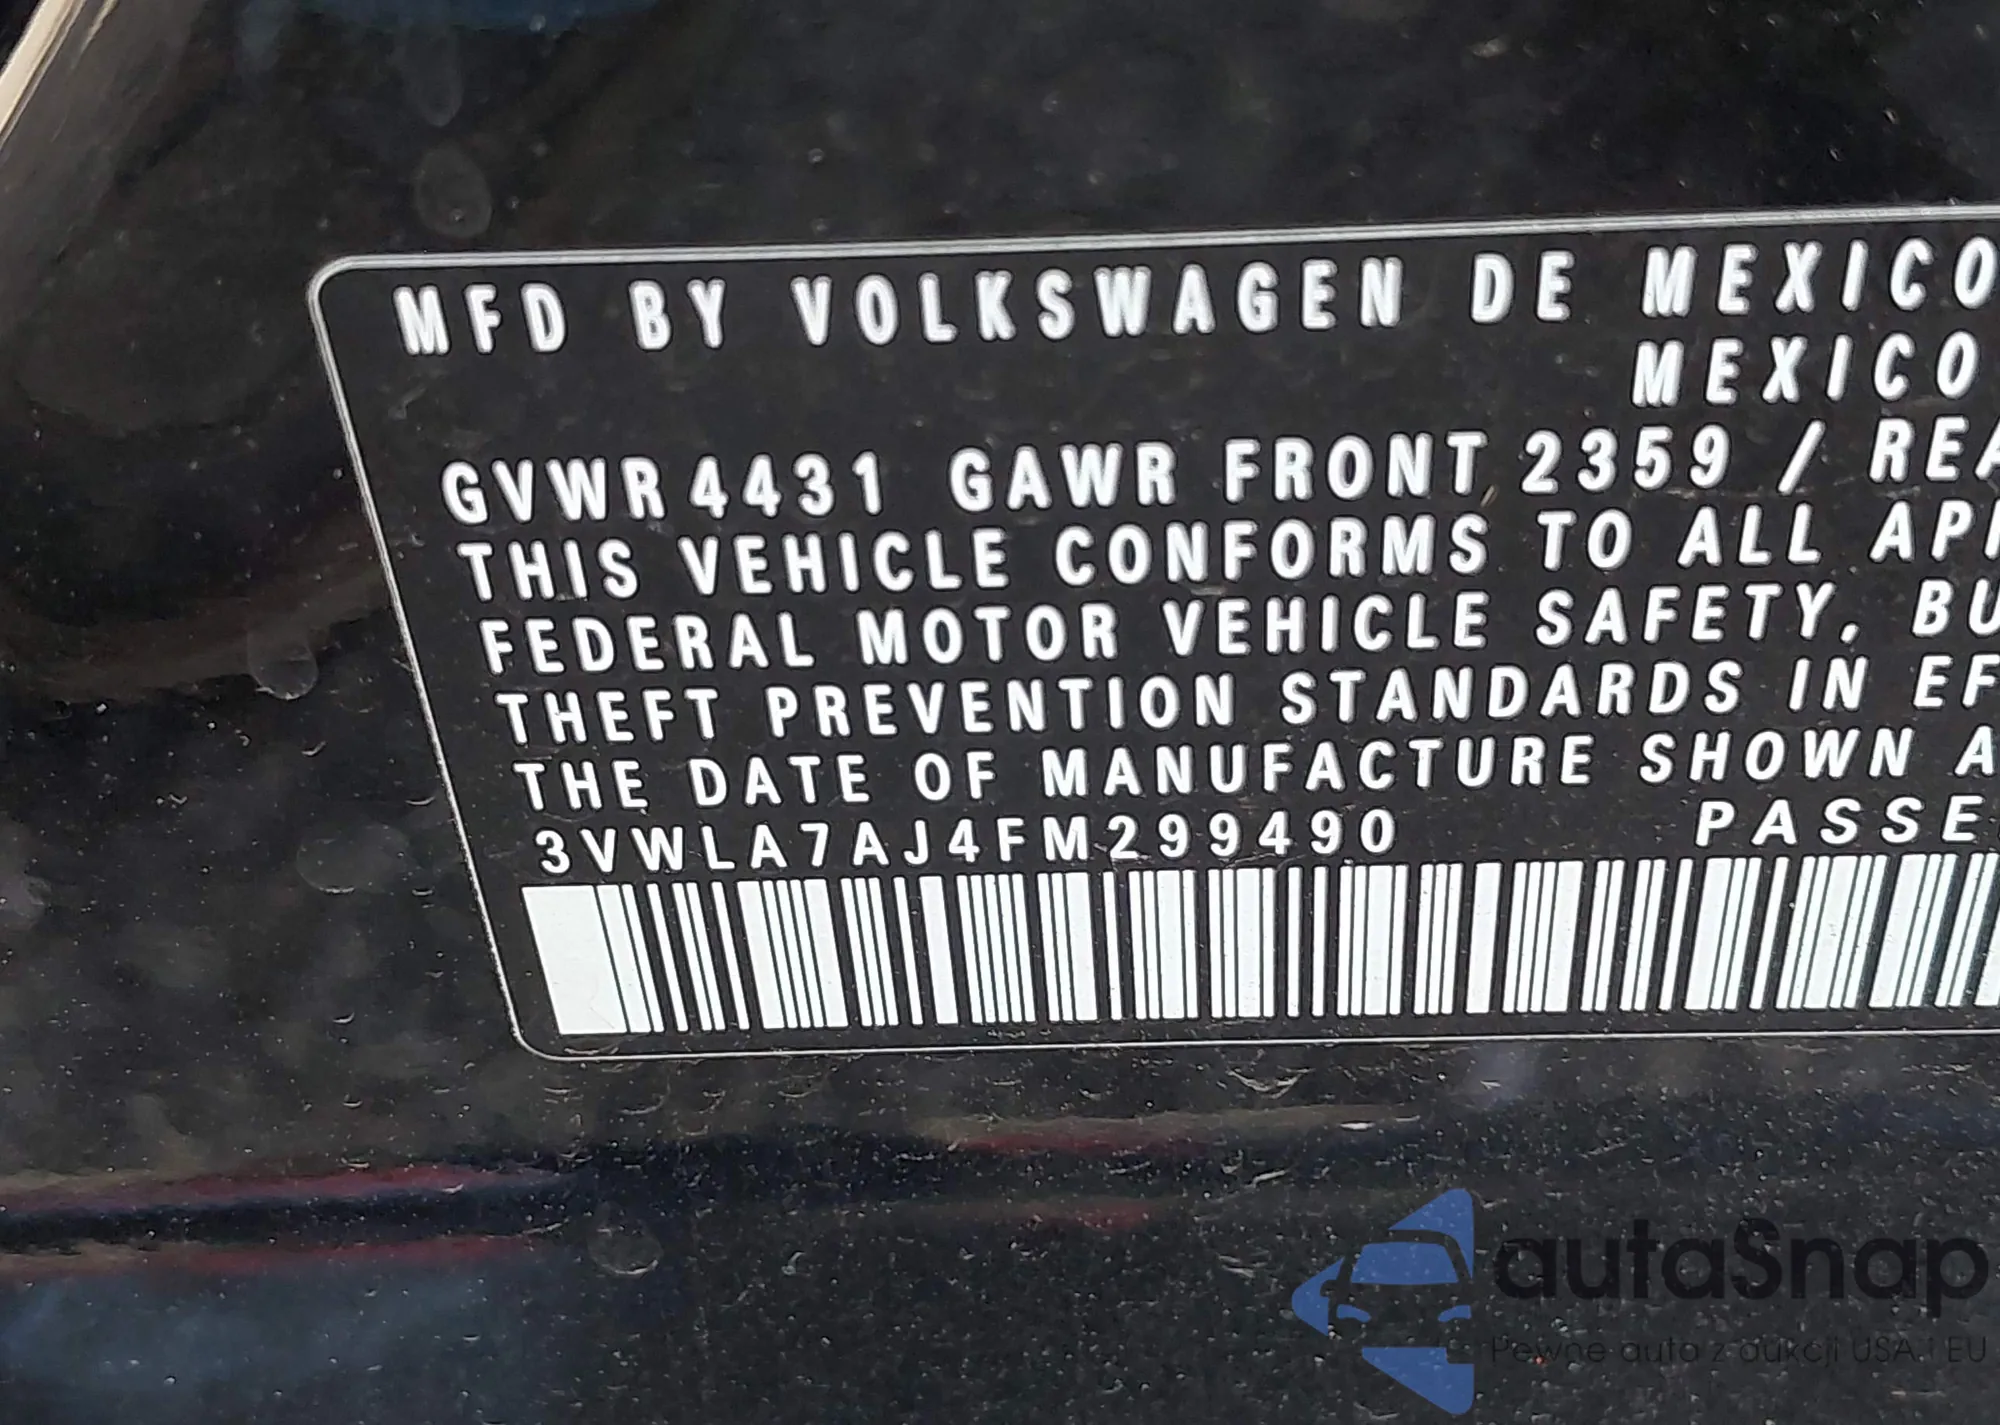 MFD BY VOLKSWAGEN DE MEXICO
MEXICO
GVWR 4431 GAWR FRONT 2359 / REA
THIS VEHICLE CONFORMS TO ALL APP
FEDERAL MOTOR VEHICLE SAFETY, BU
THEFT PREVENTION STANDARDS IN EF
THE DATE OF MANUFACTURE SHOWN A
3VWLA7AJ4FM299490 PASSE
autaSnap
Pewne auta z aukcji USA i EU